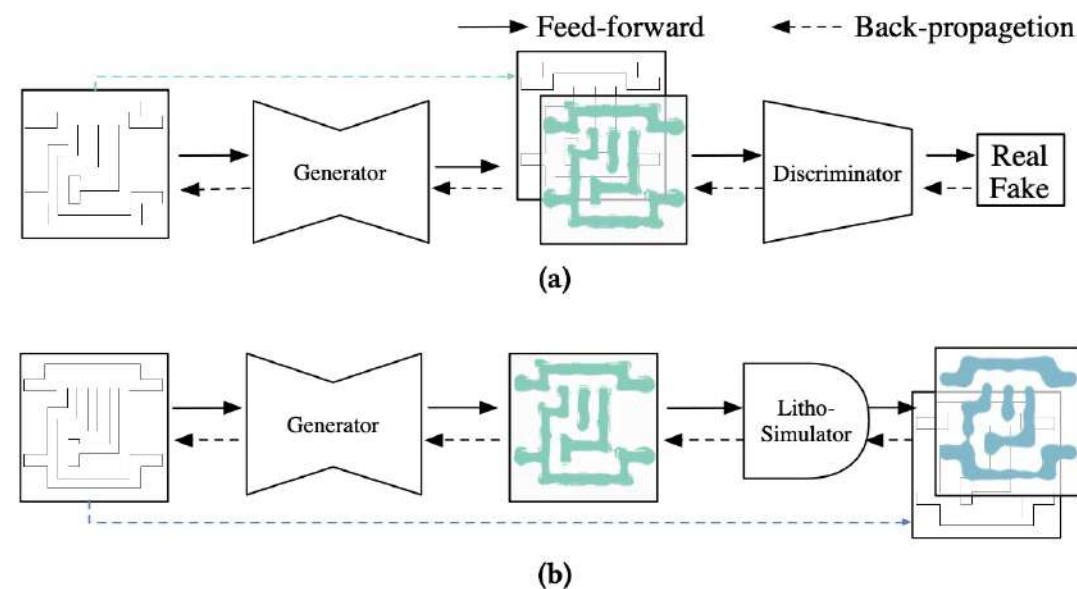 Feed-forward Back-propagetion
Generator
Discriminator
Real
Fake
(a)
Generator
Litho-
Simulator
(b)